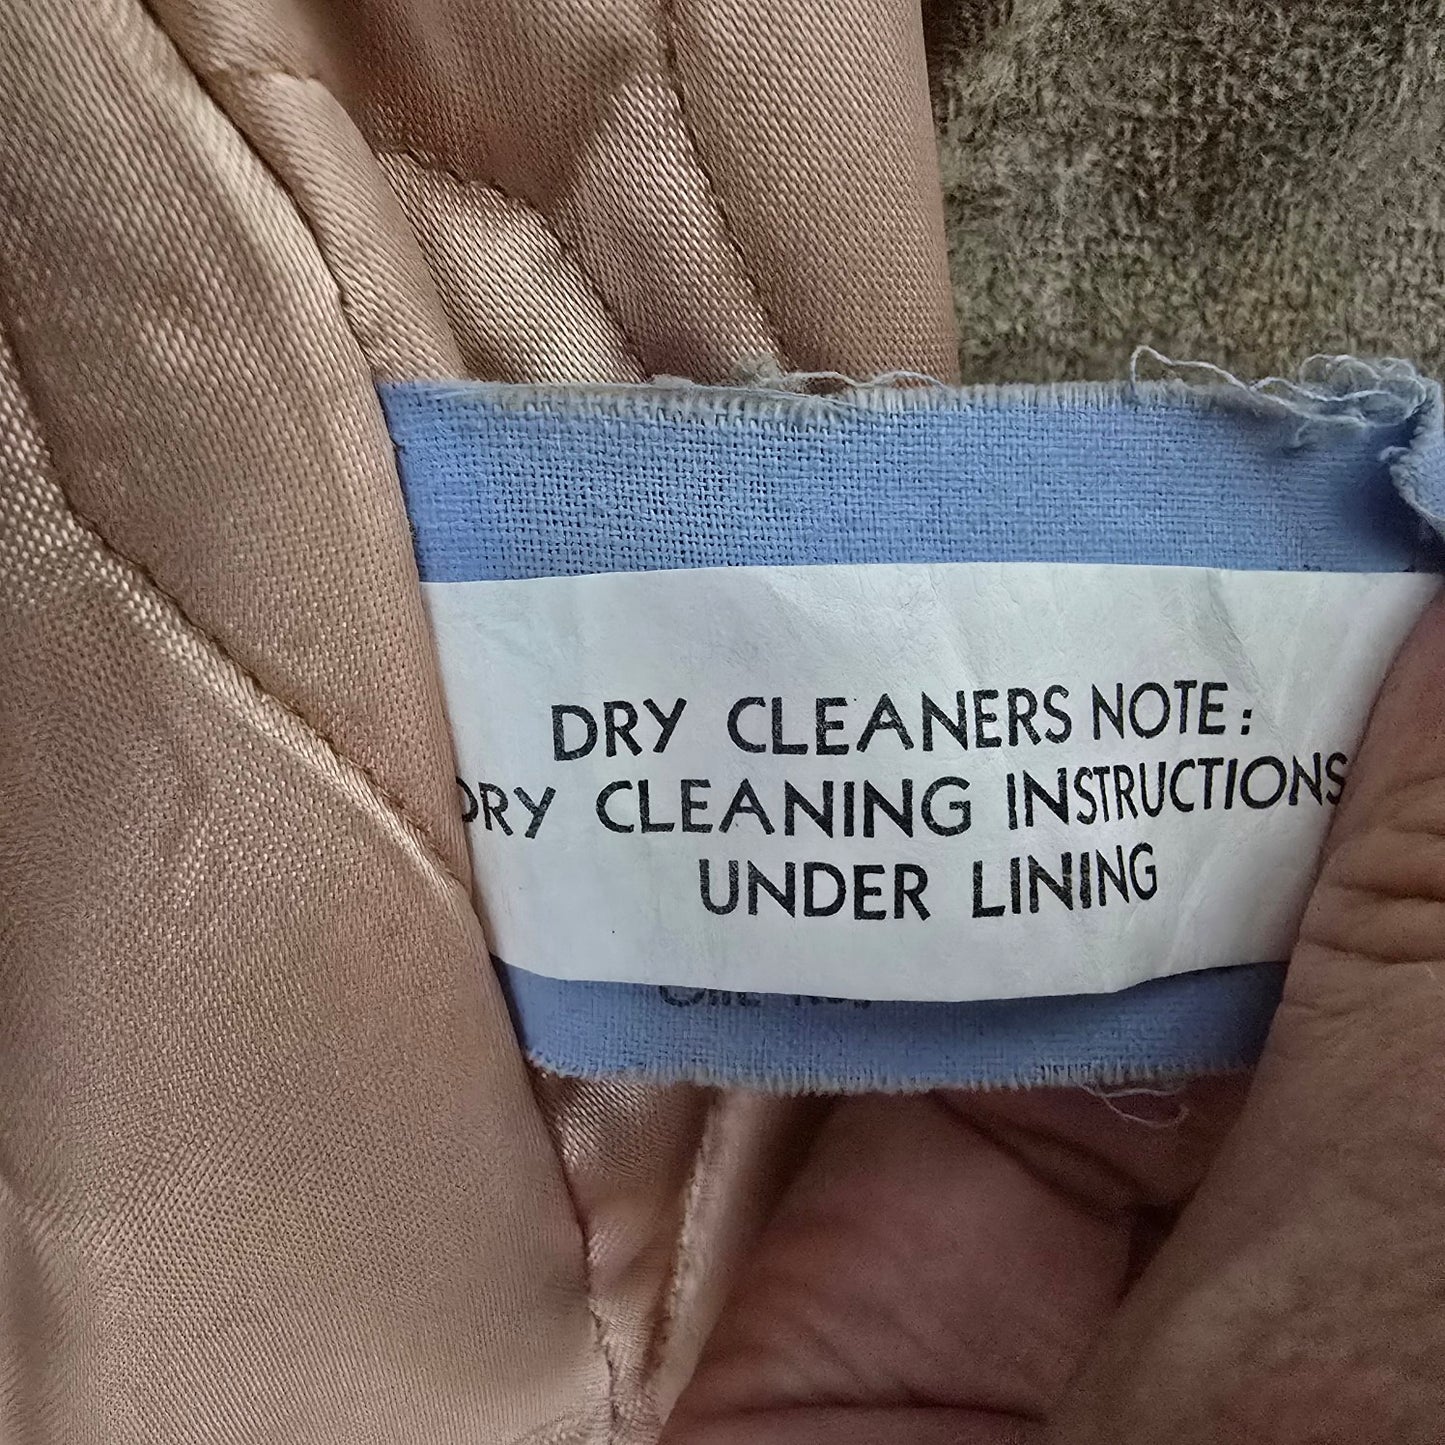 DRY CLEANERS NOTE:
DRY CLEANING INSTRUCTIONS
UNDER LINING